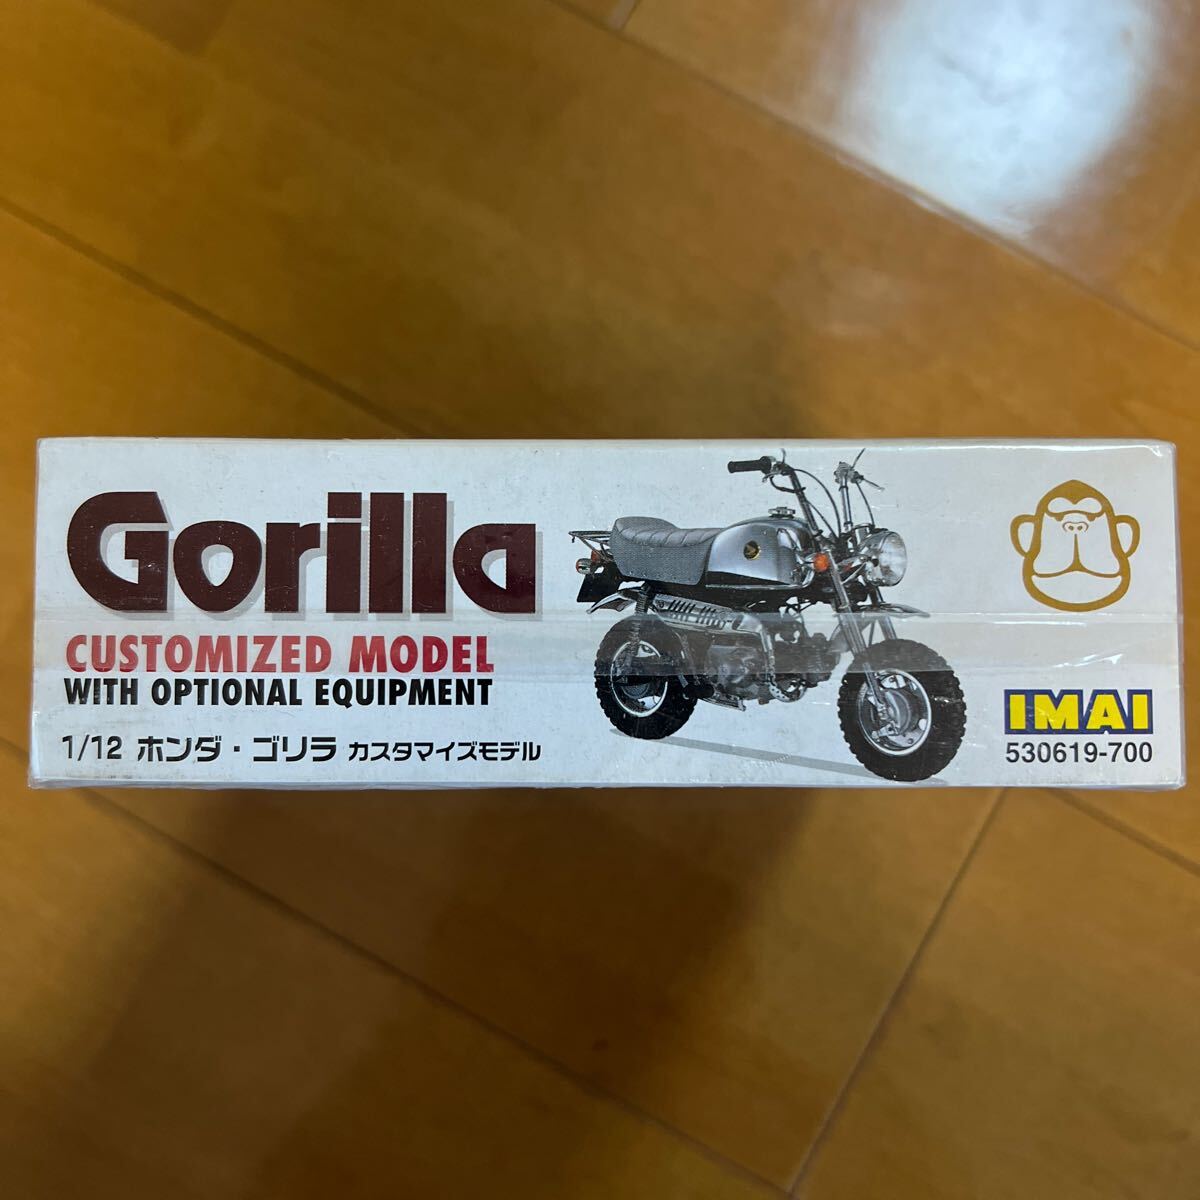 Gorilla
CUSTOMIZED MODEL
WITH OPTIONAL EQUIPMENT
1/12 ホンダ・ゴリラ カスタマイズモデル
IMAI
530619-700